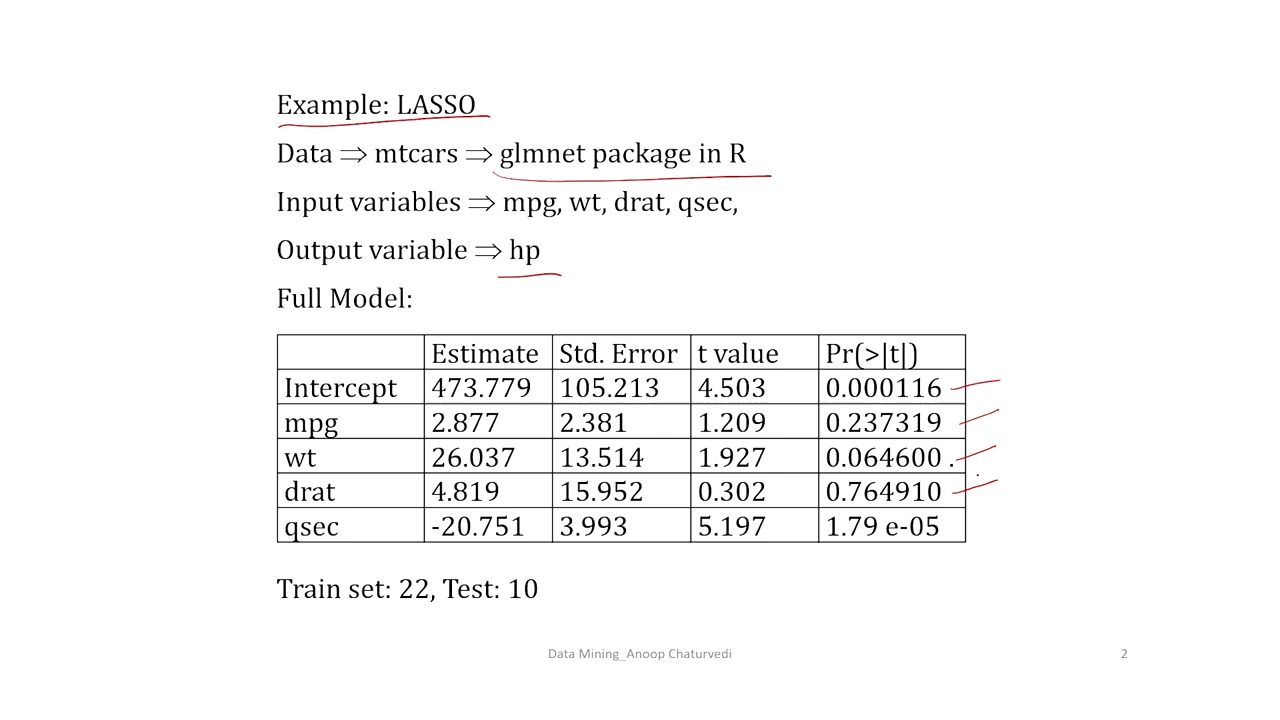 Example: LASSO
Data ⇒ mtcars ⇒ glmnet package in R
Input variables ⇒ mpg, wt, drat, qsec,
Output variable ⇒ hp
Full Model:
Estimate Std. Error t value Pr(>|t|)
Intercept 473.779 105.213 4.503 0.000116
mpg 2.877 2.381 1.209 0.237319
wt 26.037 13.514 1.927 0.064600 .
drat 4.819 15.952 0.302 0.764910
qsec -20.751 3.993 5.197 1.79 e-05
Train set: 22, Test: 10
Data Mining_Anoop Chaturvedi 2